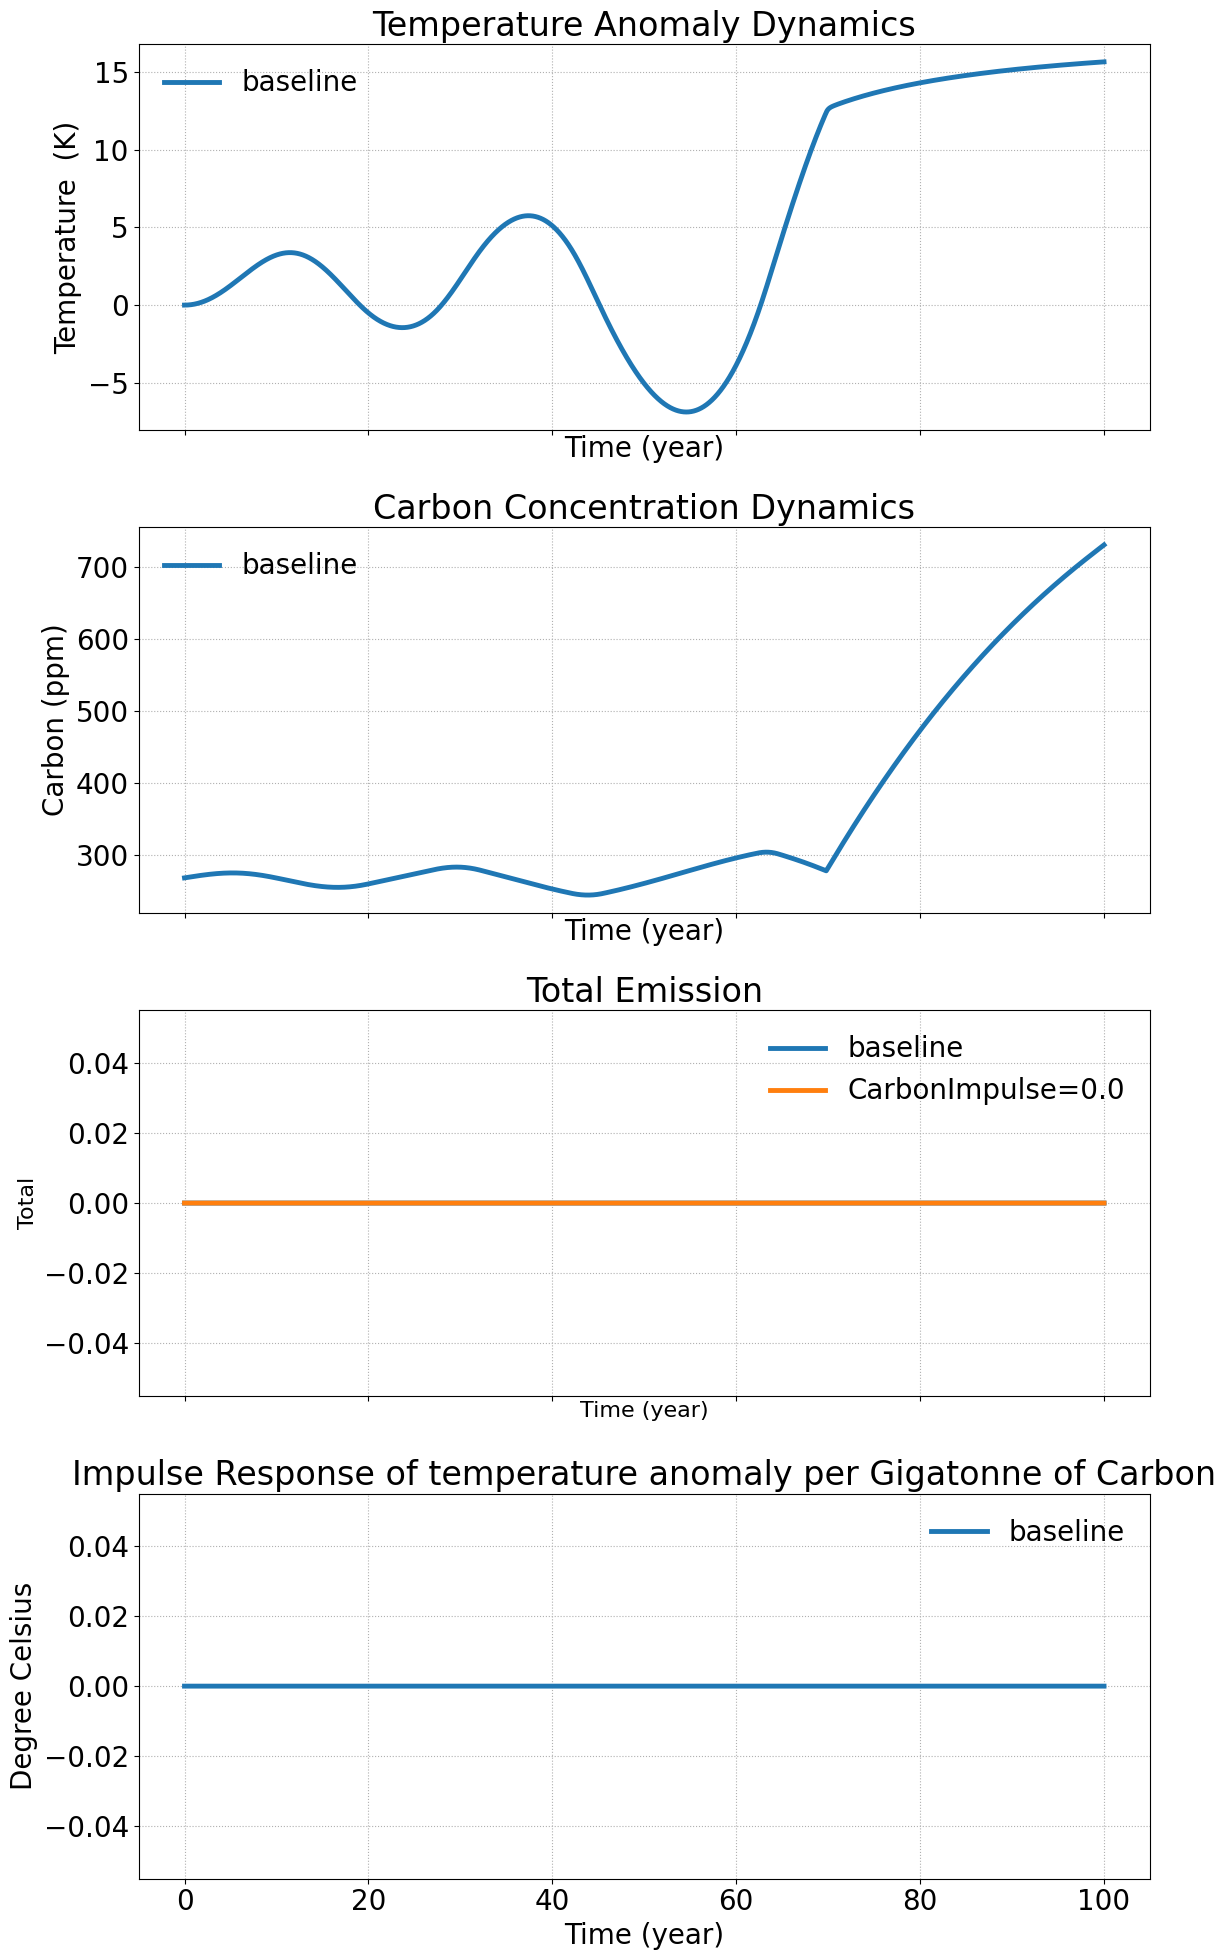 Temperature Anomaly Dynamics
baseline
Temperature (K)
15
10
5
0
−5
Time (year)
Carbon Concentration Dynamics
baseline
Carbon (ppm)
700
600
500
400
300
Time (year)
Total Emission
baseline
CarbonImpulse=0.0
Total
0.04
0.02
0.00
−0.02
−0.04
Time (year)
Impulse Response of temperature anomaly per Gigatonne of Carbon
baseline
Degree Celsius
0.04
0.02
0.00
−0.02
−0.04
0 20 40 60 80 100
Time (year)